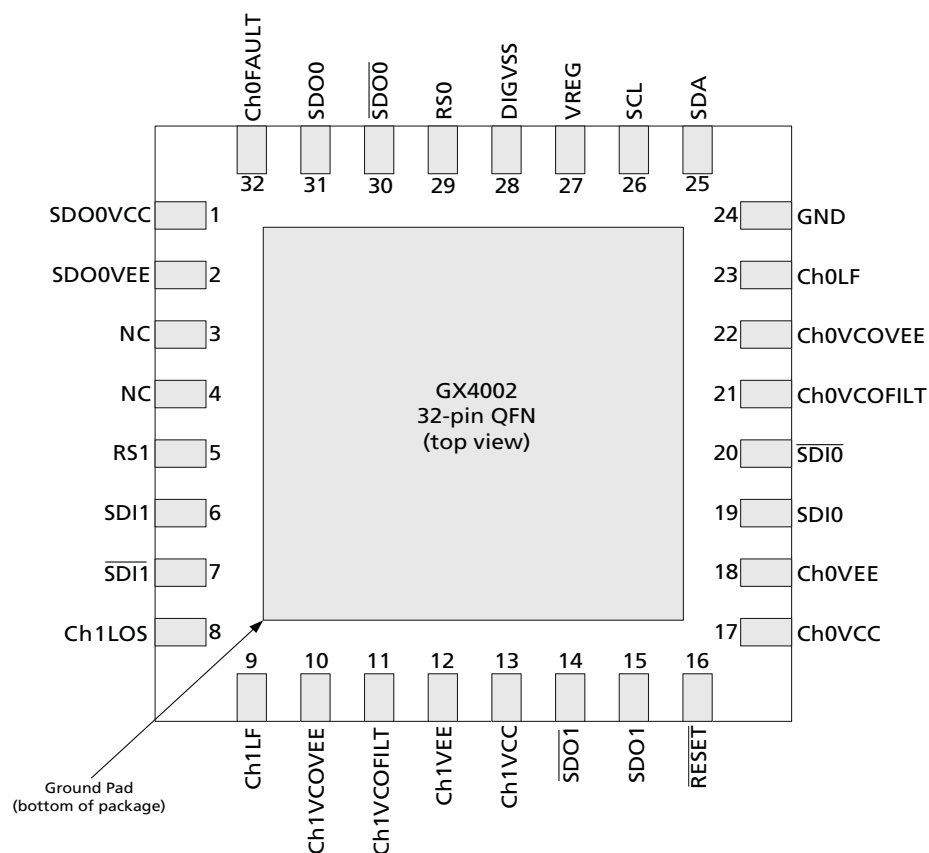 Ch0FAULT
SDO0
SDO0
RS0
DIGVSS
VREG
SCL
SDA
32
31
30
29
28
27
26
25
SDO0VCC
1
SDO0VEE
2
NC
3
NC
4
RS1
5
SDI1
6
SDI1
7
Ch1LOS
8
GX4002
32-pin QFN
(top view)
24
GND
23
Ch0LF
22
Ch0VCOVEE
21
Ch0VCOFILT
20
SDI0
19
SDI0
18
Ch0VEE
17
Ch0VCC
9
10
11
12
13
14
15
16
Ch1LF
Ch1VCOVEE
Ch1VCOFILT
Ch1VEE
Ch1VCC
SDO1
SDO1
RESET
Ground Pad
(bottom of package)